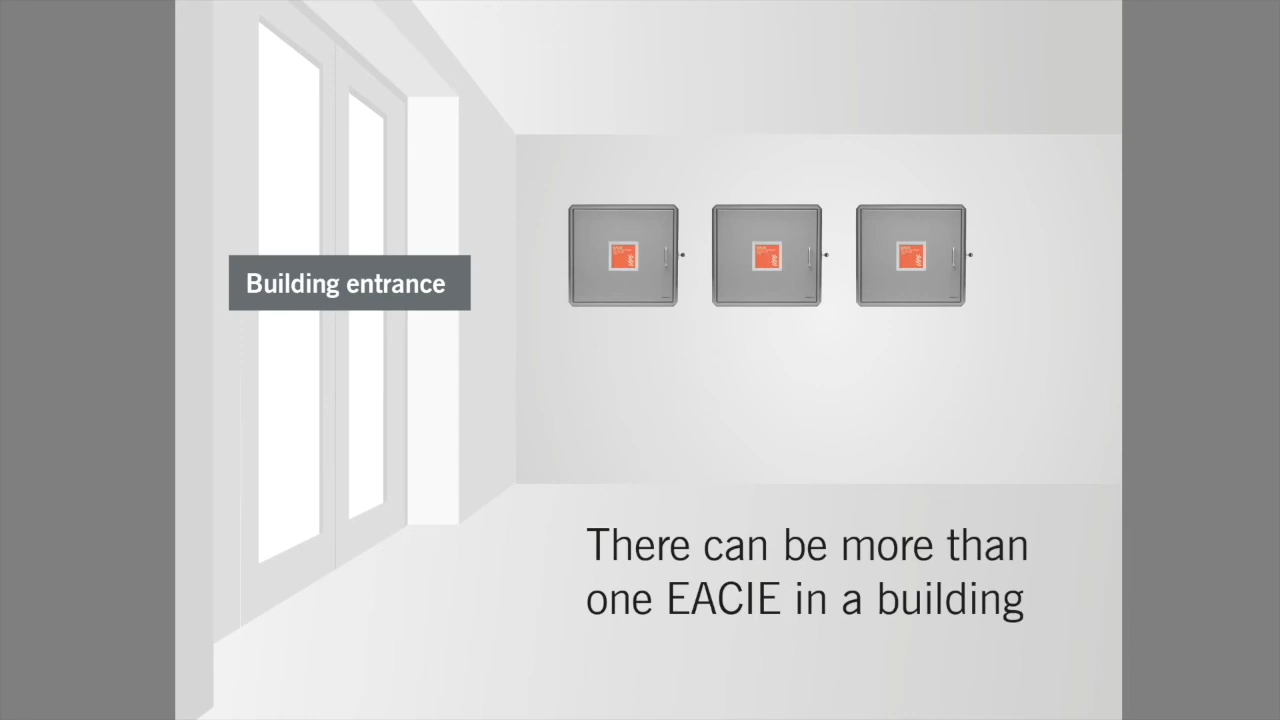 Building entrance
There can be more than
one EACIE in a building